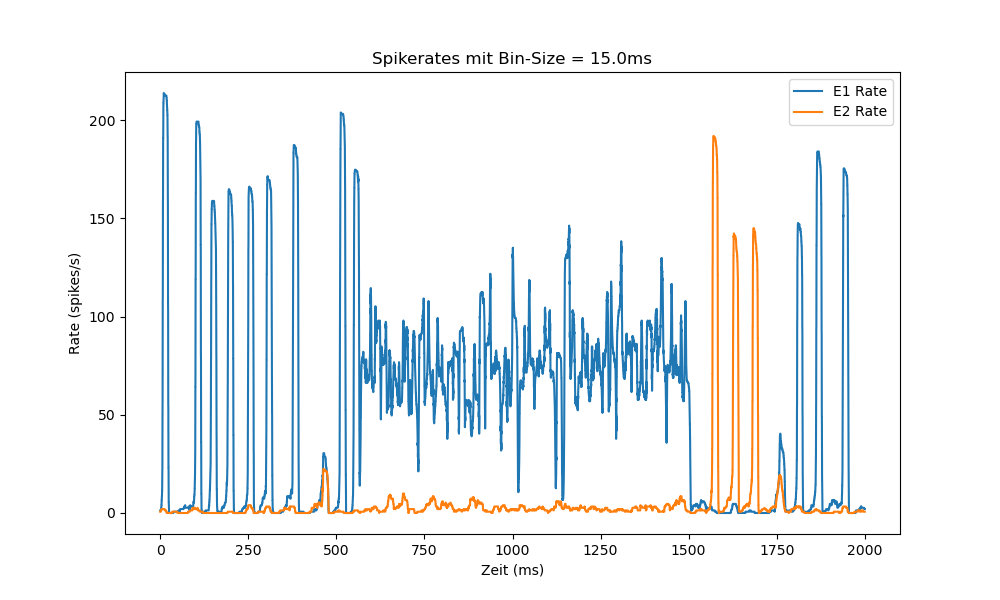 Spikerates mit Bin-Size = 15.0ms
E1 Rate
E2 Rate
200
150
100
50
0
Rate (spikes/s)
0 250 500 750 1000 1250 1500 1750 2000
Zeit (ms)